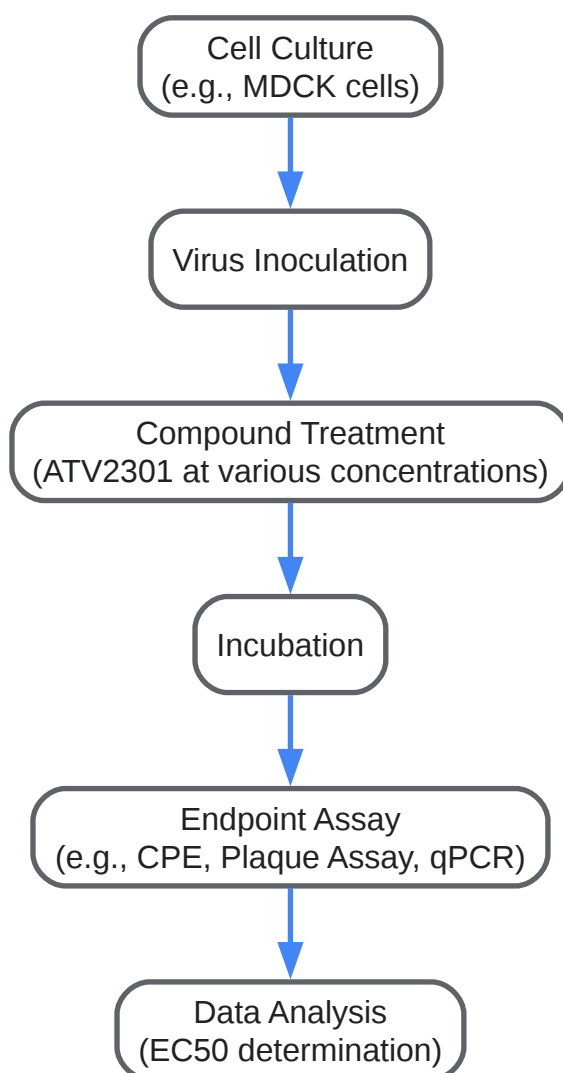 Cell Culture
(e.g., MDCK cells)
Virus Inoculation
Compound Treatment
(ATV2301 at various concentrations)
Incubation
Endpoint Assay
(e.g., CPE, Plaque Assay, qPCR)
Data Analysis
(EC50 determination)